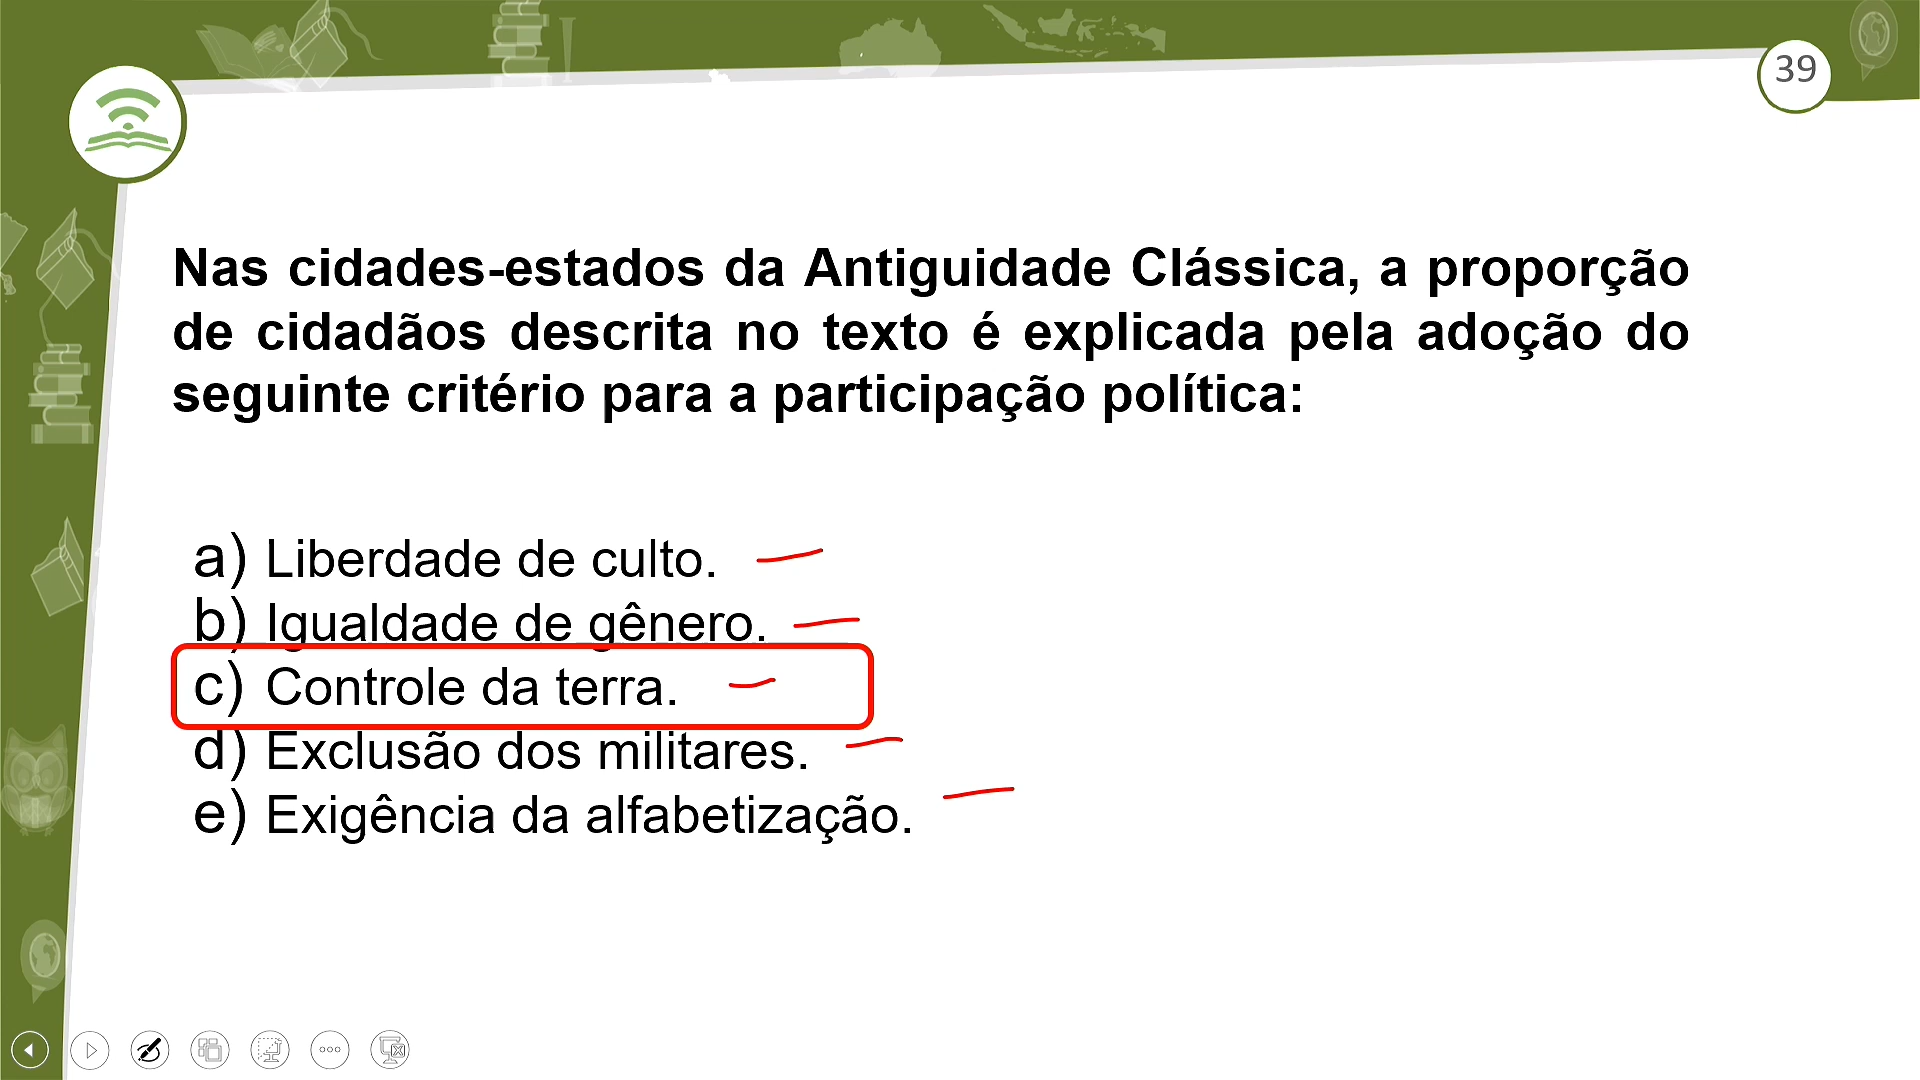 39
Nas cidades-estados da Antiguidade Clássica, a proporção
de cidadãos descrita no texto é explicada pela adoção do
seguinte critério para a participação política:
a) Liberdade de culto.
b) Igualdade de gênero.
c) Controle da terra.
d) Exclusão dos militares.
e) Exigência da alfabetização.